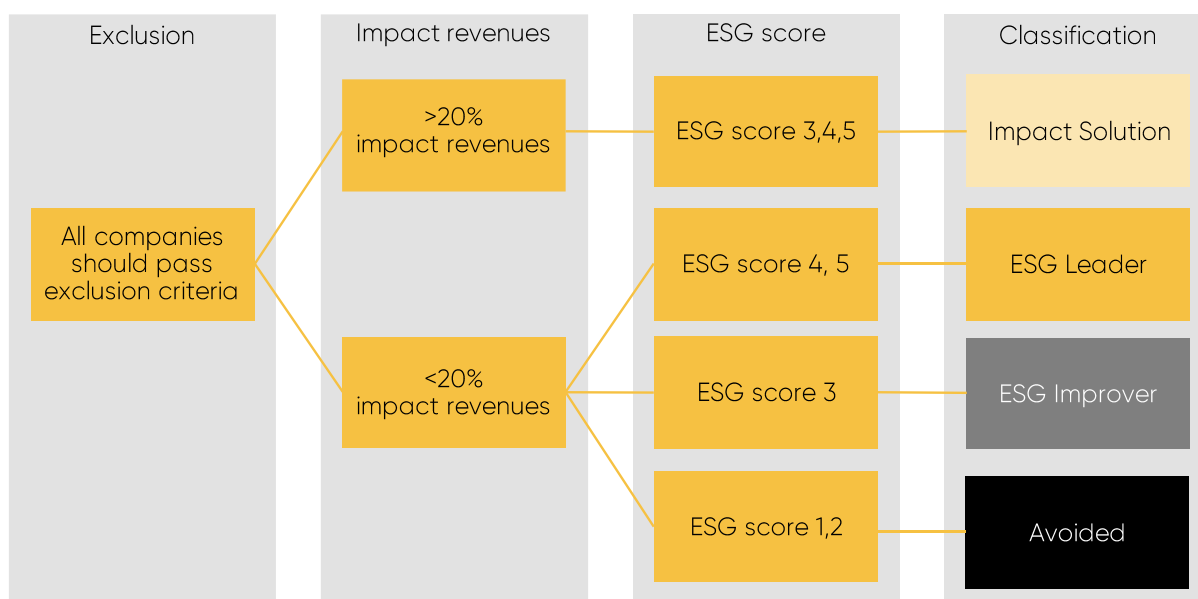 Exclusion
Impact revenues
ESG score
Classification
All companies
should pass
exclusion criteria
>20%
impact revenues
<20%
impact revenues
ESG score 3,4,5
ESG score 4, 5
ESG score 3
ESG score 1,2
Impact Solution
ESG Leader
ESG Improver
Avoided